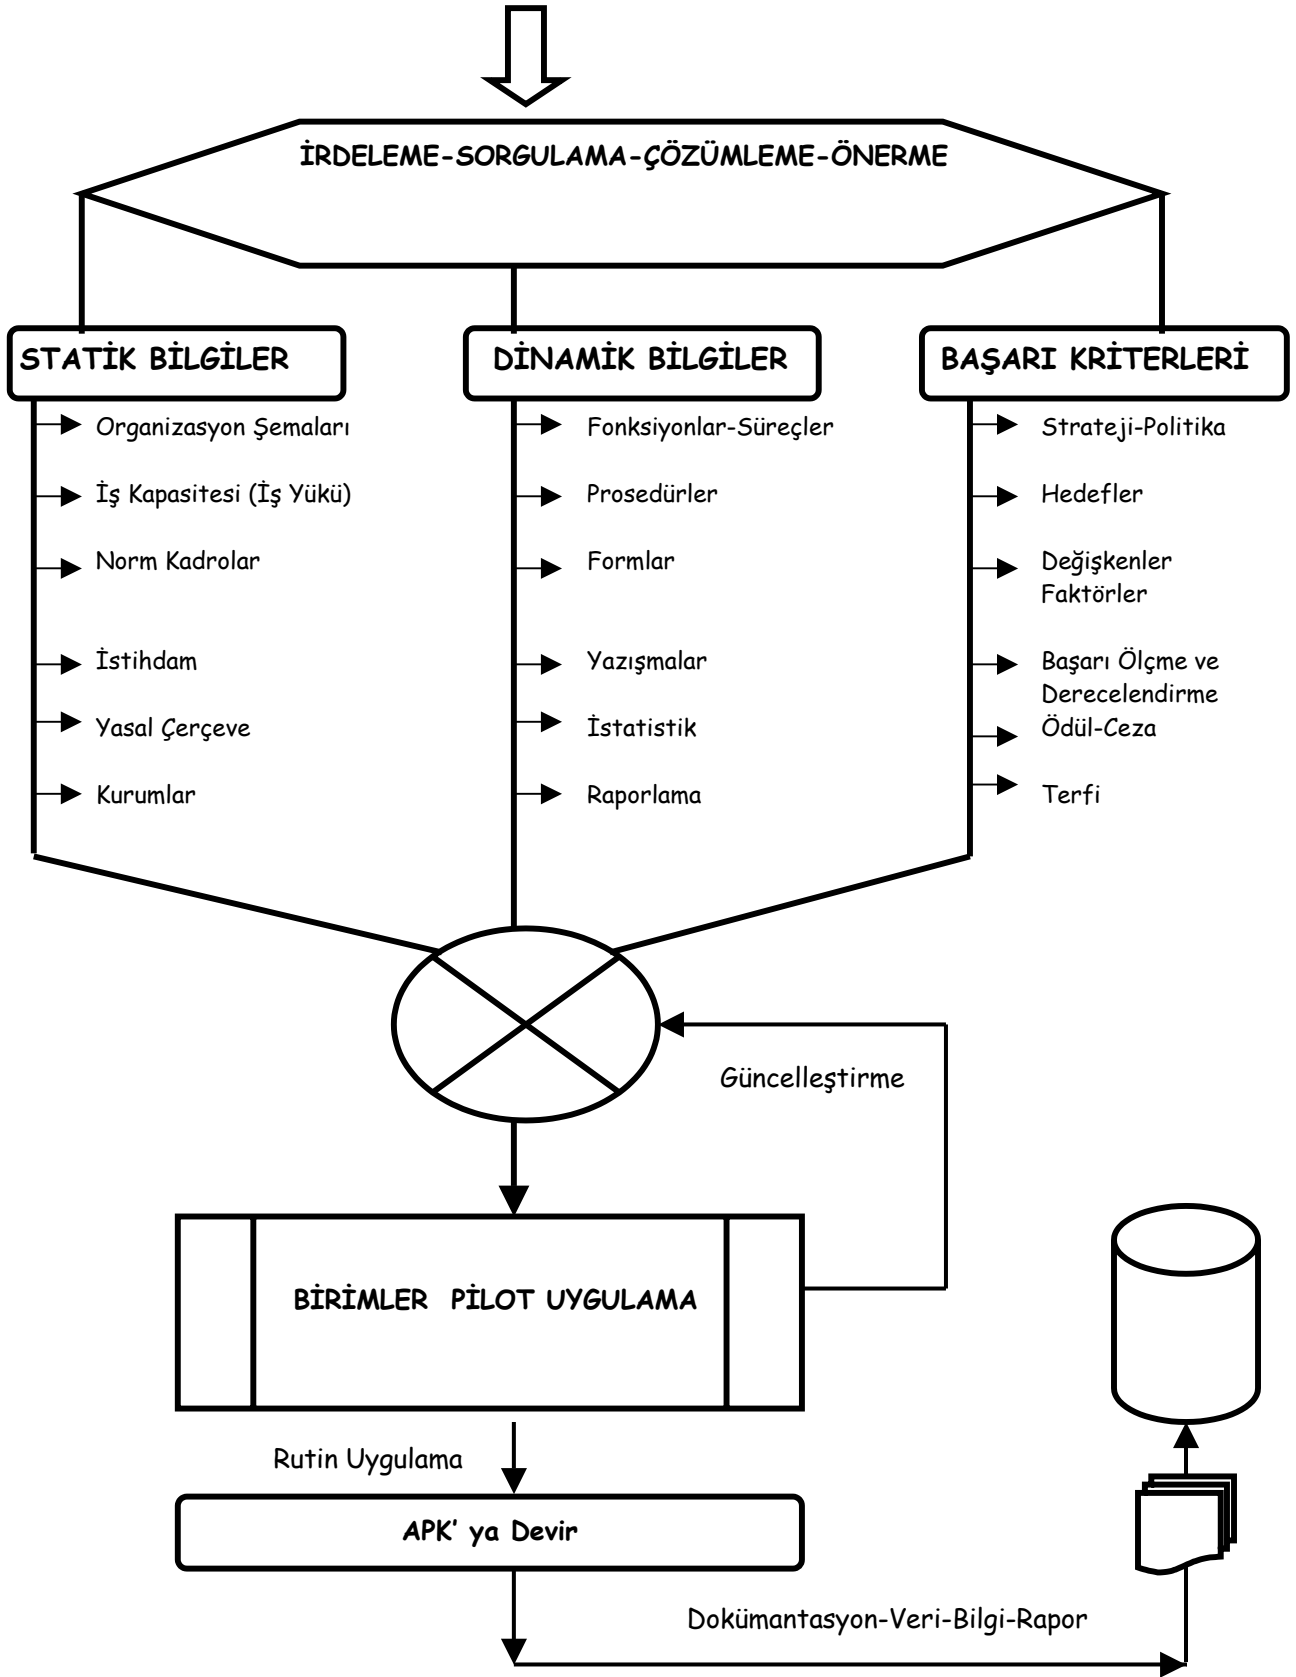 İRDELEME-SORGULAMA-ÇÖZÜMLEME-ÖNERME
STATİK BİLGİLER
Organizasyon Şemaları
İş Kapasitesi (İş Yükü)
Norm Kadrolar
İstihdam
Yasal Çerçeve
Kurumlar
DİNAMİK BİLGİLER
Fonksiyonlar-Süreçler
Prosedürler
Formlar
Yazışmalar
İstatistik
Raporlama
BAŞARI KRİTERLERİ
Strateji-Politika
Hedefler
Değişkenler
Faktörler
Başarı Ölçme ve
Derecelendirme
Ödül-Ceza
Terfi
Güncelleştirme
BİRİMLER PİLOT UYGULAMA
Rutin Uygulama
APK' ya Devir
Dokümantasyon-Veri-Bilgi-Rapor